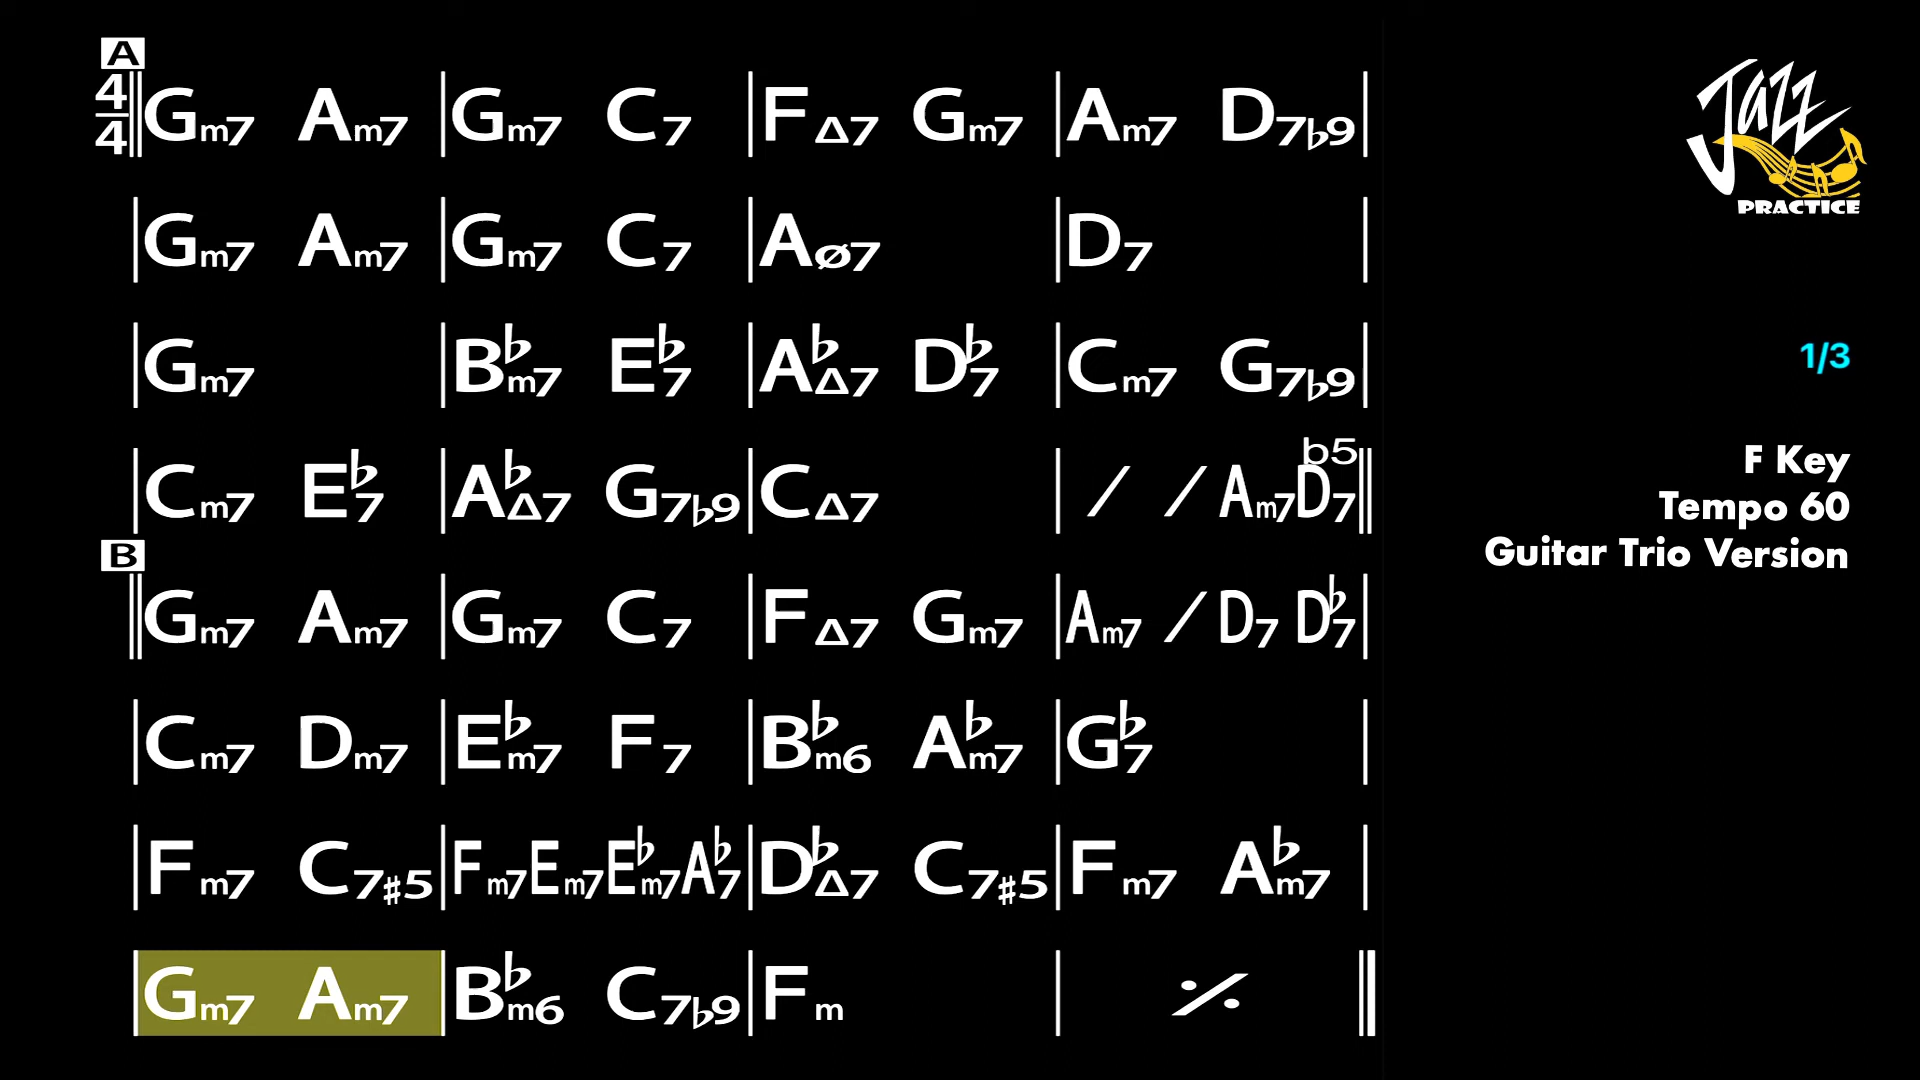 A
4/4 Gm7 Am7 | Gm7 C7 | FΔ7 Gm7 | Am7 D7♭9 |
| Gm7 Am7 | Gm7 C7 | Aø7 | D7 |
| Gm7 | B♭m7 E♭7 | A♭Δ7 D♭7 | Cm7 G7♭9 |
| Cm7 E♭7 | A♭Δ7 G7♭9 | CΔ7 | / / Am7b5 D7 ||
B
|| Gm7 Am7 | Gm7 C7 | FΔ7 Gm7 | Am7 / D7 D♭7 |
| Cm7 Dm7 | E♭m7 F7 | B♭m6 A♭m7 | G♭7 |
| Fm7 C7♯5 | Fm7 Em7 E♭m7 A♭7 | D♭Δ7 C7♯5 | Fm7 A♭m7 |
| Gm7 Am7 | B♭m6 C7♭9 | Fm | ٪ ||
Jazz
PRACTICE
1/3
F Key
Tempo 60
Guitar Trio Version